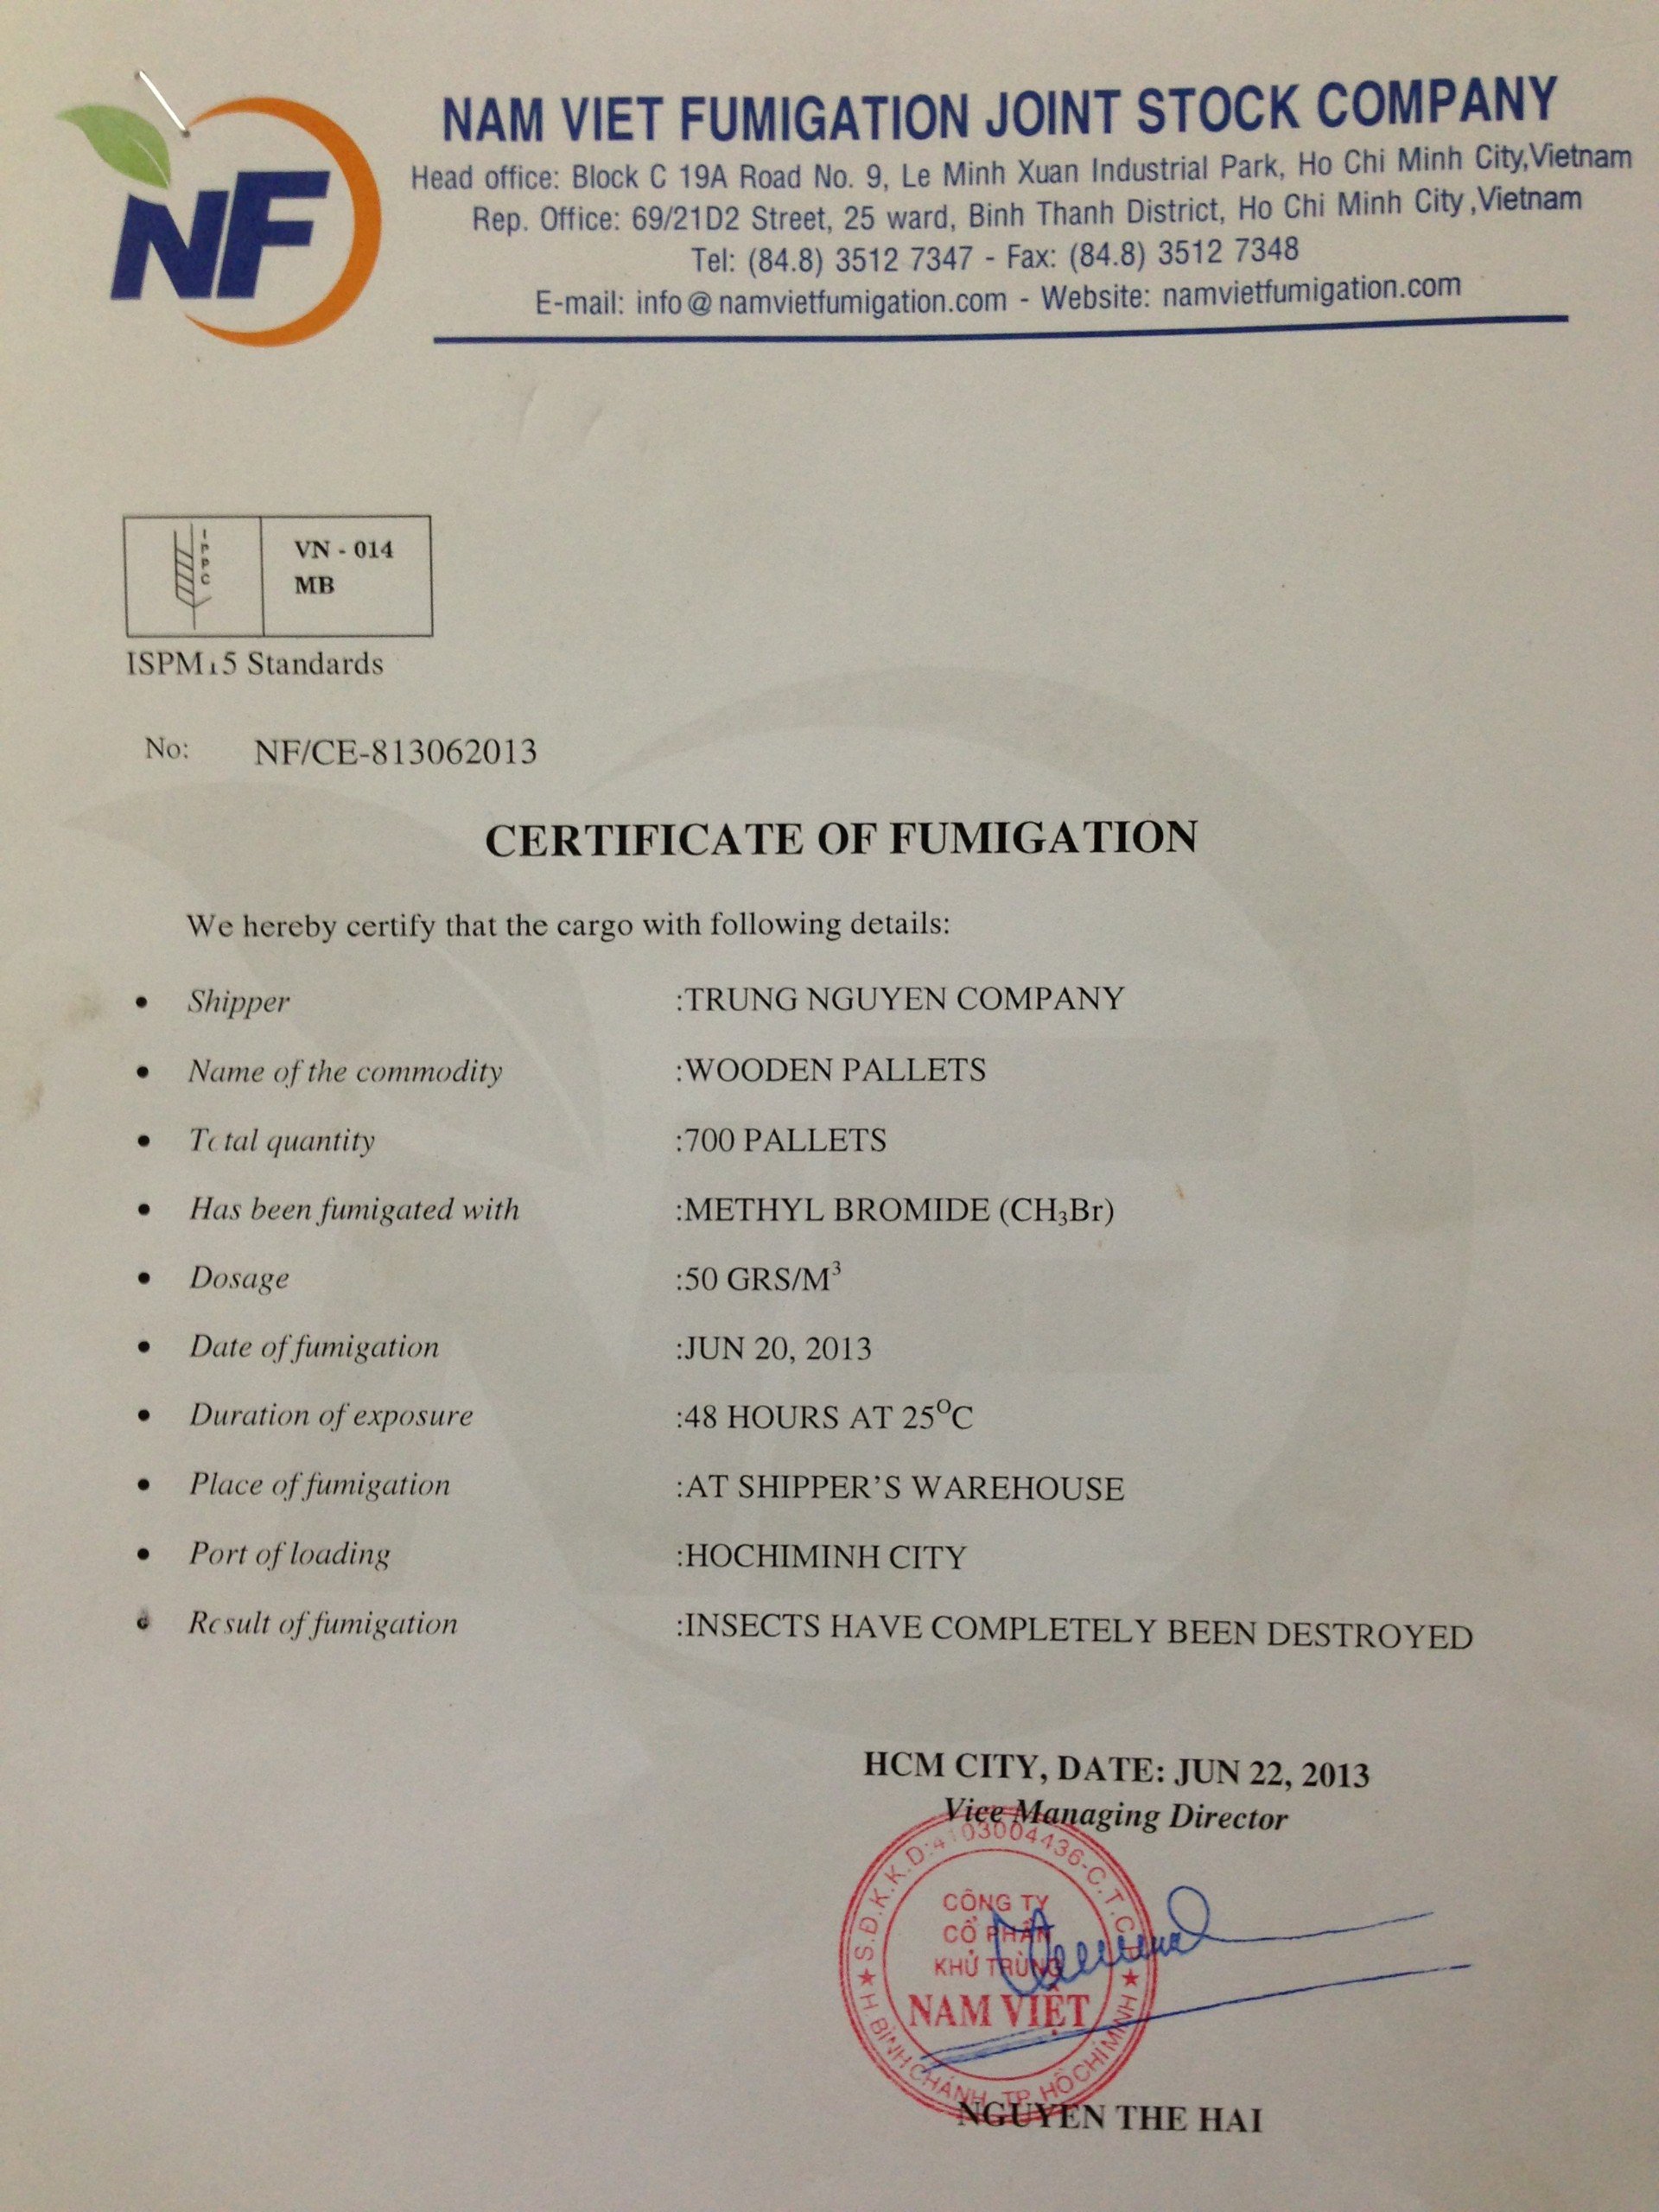 NF
NAM VIET FUMIGATION JOINT STOCK COMPANY
Head office: Block C 19A Road No. 9, Le Minh Xuan Industrial Park, Ho Chi Minh City,Vietnam
Rep. Office: 69/21D2 Street, 25 ward, Binh Thanh District, Ho Chi Minh City ,Vietnam
Tel: (84.8) 3512 7347 - Fax: (84.8) 3512 7348
E-mail: info@namvietfumigation.com - Website: namvietfumigation.com
IPPC
VN - 014
MB
ISPM15 Standards
No: NF/CE-813062013
CERTIFICATE OF FUMIGATION
We hereby certify that the cargo with following details:
• Shipper :TRUNG NGUYEN COMPANY
• Name of the commodity :WOODEN PALLETS
• Total quantity :700 PALLETS
• Has been fumigated with :METHYL BROMIDE (CH₃Br)
• Dosage :50 GRS/M³
• Date of fumigation :JUN 20, 2013
• Duration of exposure :48 HOURS AT 25°C
• Place of fumigation :AT SHIPPER'S WAREHOUSE
• Port of loading :HOCHIMINH CITY
• Result of fumigation :INSECTS HAVE COMPLETELY BEEN DESTROYED
HCM CITY, DATE: JUN 22, 2013
Vice Managing Director
S.Đ.K.K.D:4103004436-C.T.C.P
CÔNG TY
CỔ PHẦN
KHỬ TRÙNG
NAM VIỆT
H.BÌNH CHÁNH - TP. HỒ CHÍ MINH
NGUYEN THE HAI